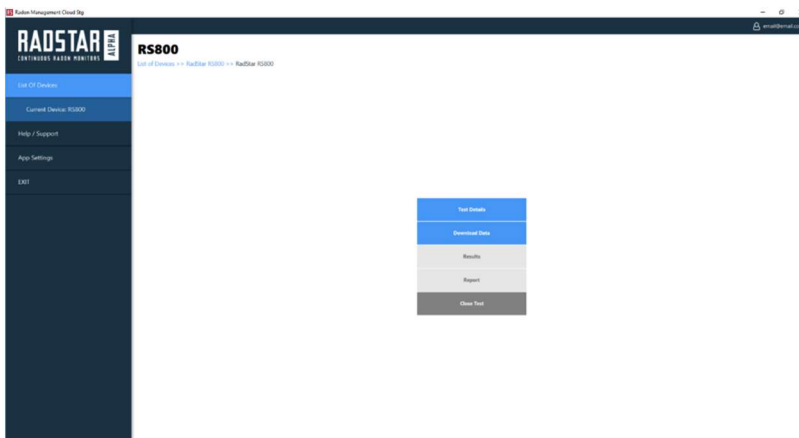 Radon Management Cloud Stg
email@email.co
RADSTAR ALPHA
CONTINUOUS RADON MONITORS
RS800
List of Devices >> RadStar RS800 >> RadStar RS800
List Of Devices
Current Device: RS800
Help / Support
App Settings
EXIT
Test Details
Download Data
Results
Report
Close Test